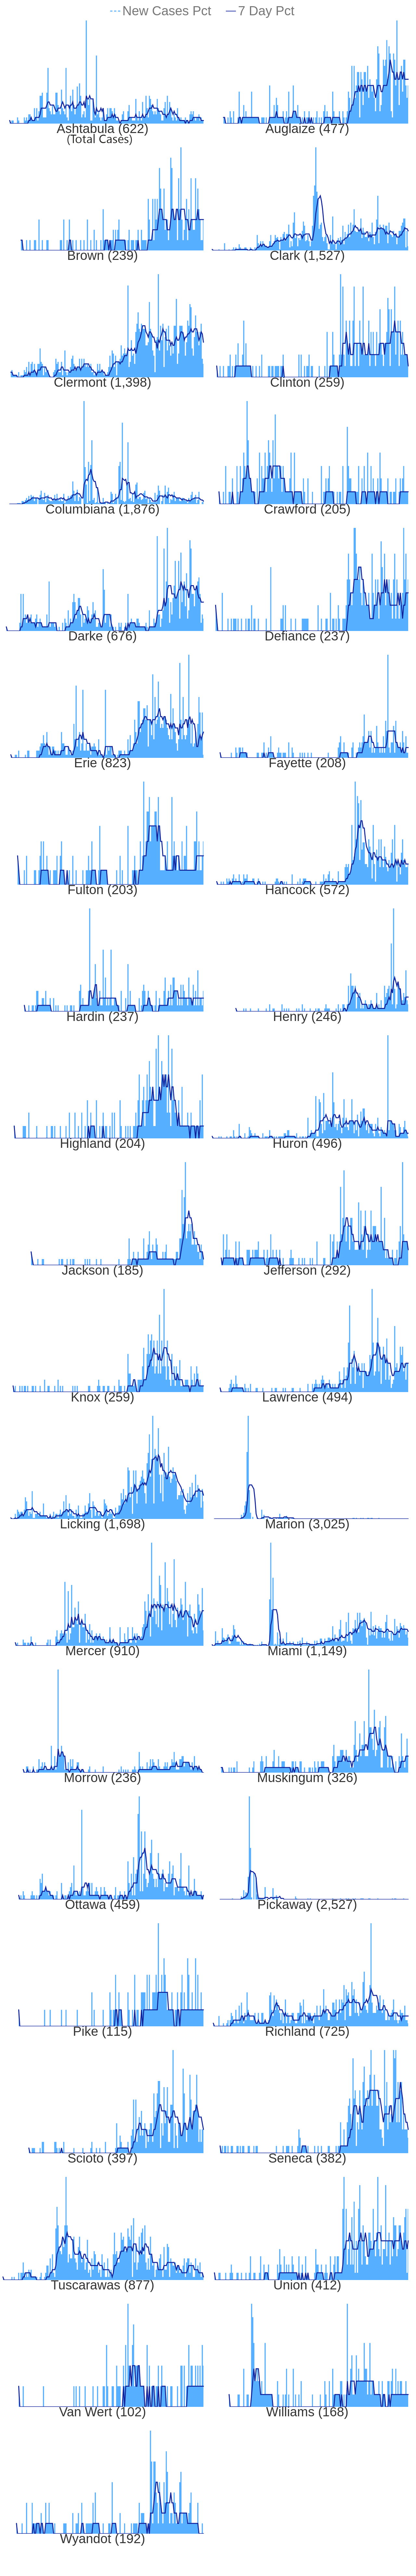 New Cases Pct 7 Day Pct
Ashtabula (622) Auglaize (477)
(Total Cases)
Brown (239) Clark (1,527)
Clermont (1,398) Clinton (259)
Columbiana (1,876) Crawford (205)
Darke (676) Defiance (237)
Erie (823) Fayette (208)
Fulton (203) Hancock (572)
Hardin (237) Henry (246)
Highland (204) Huron (496)
Jackson (185) Jefferson (292)
Knox (259) Lawrence (494)
Licking (1,698) Marion (3,025)
Mercer (910) Miami (1,149)
Morrow (236) Muskingum (326)
Ottawa (459) Pickaway (2,527)
Pike (115) Richland (725)
Scioto (397) Seneca (382)
Tuscarawas (877) Union (412)
Van Wert (102) Williams (168)
Wyandot (192)